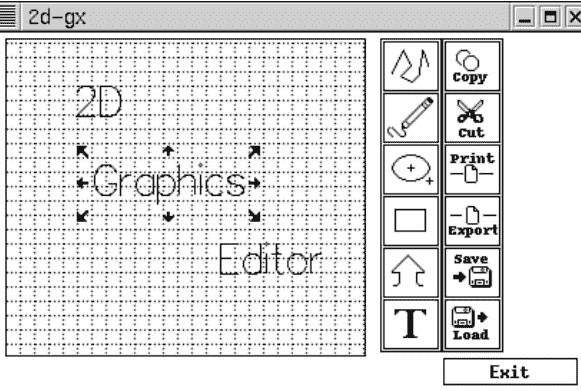 2d-gx
2D
Graphics
Editor
Copy
Cut
Print
Export
Save
T
Load
Exit